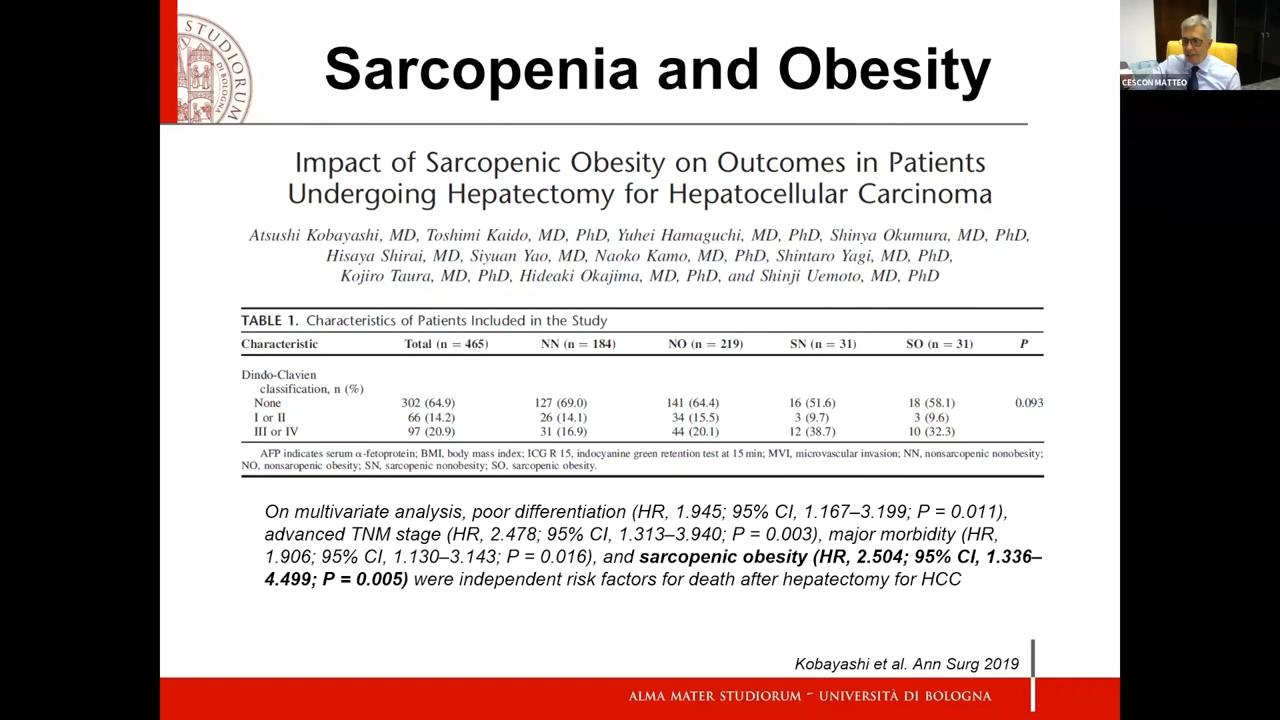 STUDIORUM
DI BOLOGNA
Sarcopenia and Obesity
CESCON MATTEO
Impact of Sarcopenic Obesity on Outcomes in Patients
Undergoing Hepatectomy for Hepatocellular Carcinoma
Atsushi Kobayashi, MD, Toshimi Kaido, MD, PhD, Yuhei Hamaguchi, MD, PhD, Shinya Okumura, MD, PhD,
Hisaya Shirai, MD, Siyuan Yao, MD, Naoko Kamo, MD, PhD, Shintaro Yagi, MD, PhD,
Kojiro Taura, MD, PhD, Hideaki Okajima, MD, PhD, and Shinji Uemoto, MD, PhD
TABLE 1. Characteristics of Patients Included in the Study
Characteristic Total (n = 465) NN (n = 184) NO (n = 219) SN (n = 31) SO (n = 31) P
Dindo-Clavien
classification, n (%)
None 302 (64.9) 127 (69.0) 141 (64.4) 16 (51.6) 18 (58.1) 0.093
I or II 66 (14.2) 26 (14.1) 34 (15.5) 3 (9.7) 3 (9.6)
III or IV 97 (20.9) 31 (16.9) 44 (20.1) 12 (38.7) 10 (32.3)
AFP indicates serum α-fetoprotein; BMI, body mass index; ICG R 15, indocyanine green retention test at 15 min; MVI, microvascular invasion; NN, nonsarcopenic nonobesity;
NO, nonsaropenic obesity; SN, sarcopenic nonobesity; SO, sarcopenic obesity.
On multivariate analysis, poor differentiation (HR, 1.945; 95% CI, 1.167–3.199; P = 0.011),
advanced TNM stage (HR, 2.478; 95% CI, 1.313–3.940; P = 0.003), major morbidity (HR,
1.906; 95% CI, 1.130–3.143; P = 0.016), and sarcopenic obesity (HR, 2.504; 95% CI, 1.336–
4.499; P = 0.005) were independent risk factors for death after hepatectomy for HCC
Kobayashi et al. Ann Surg 2019
ALMA MATER STUDIORUM ~ UNIVERSITÀ DI BOLOGNA